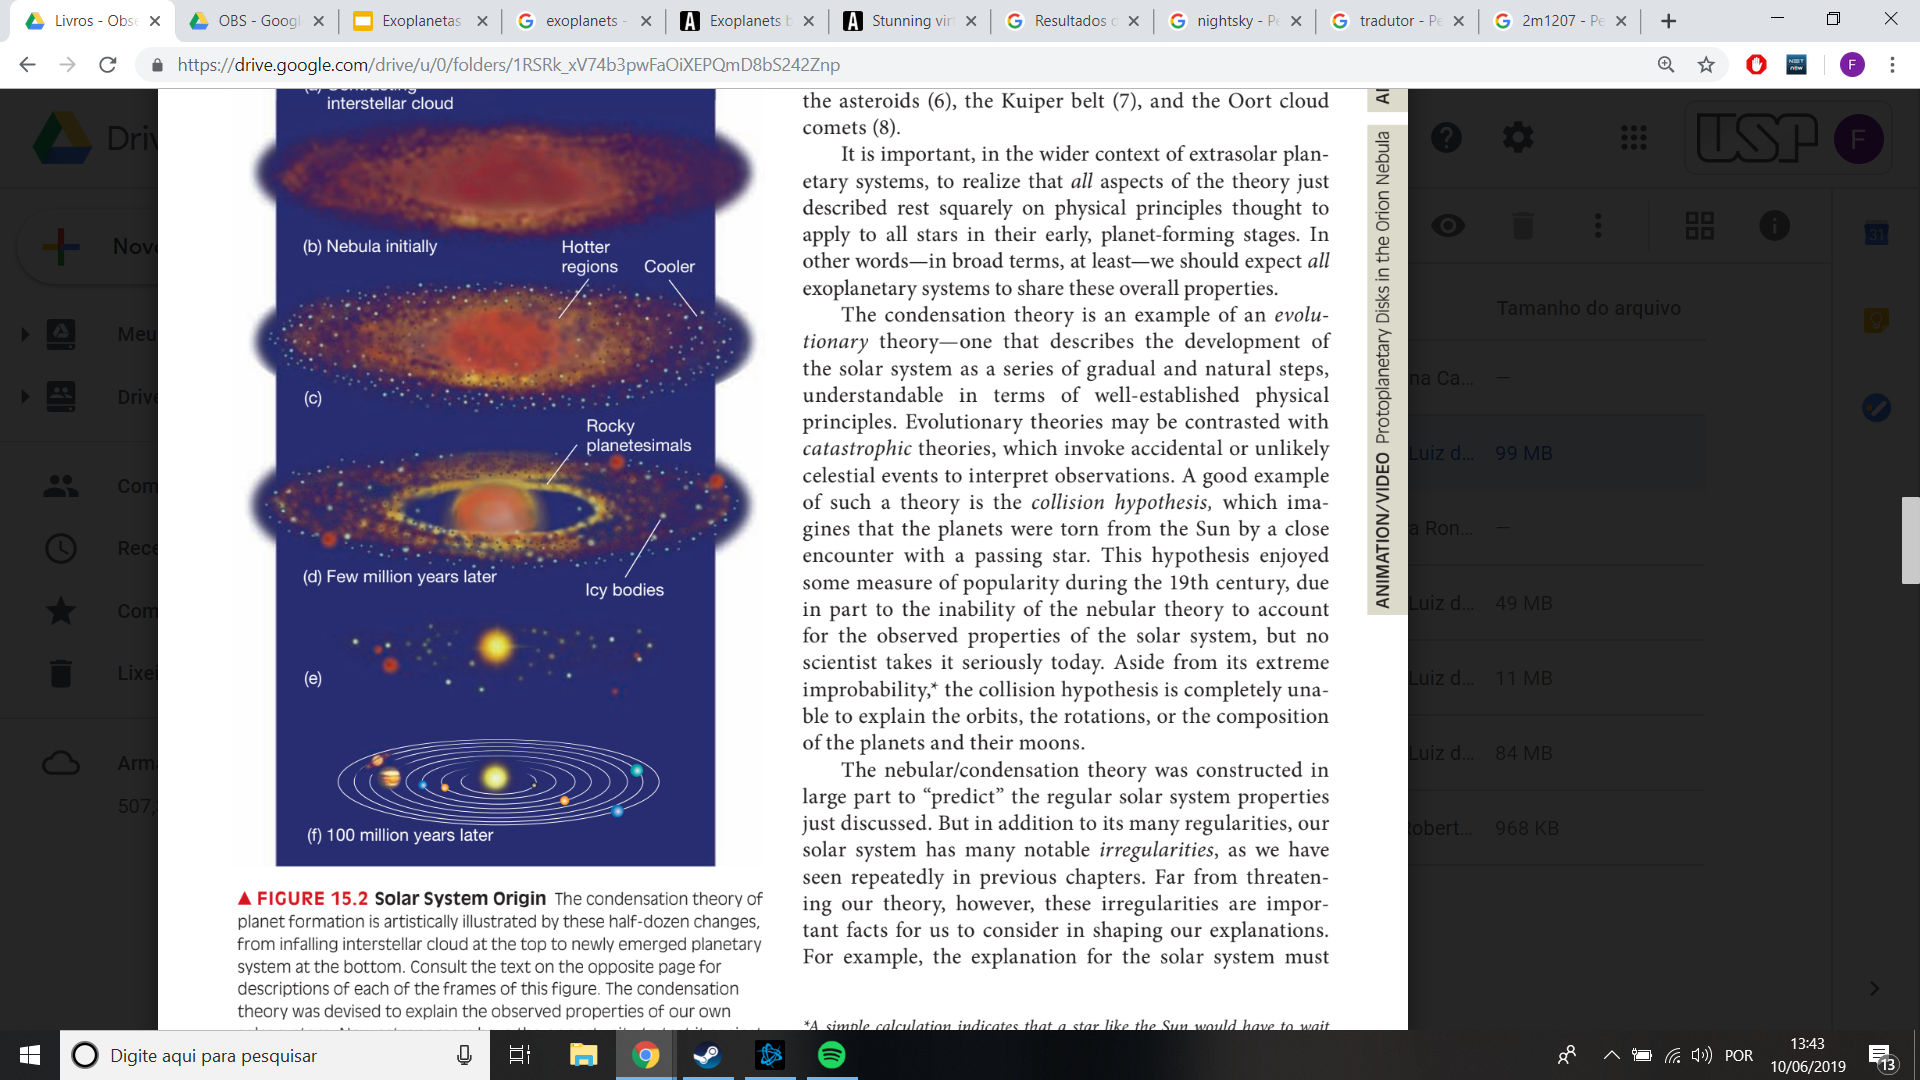 Livros - Obse
OBS - Googl
Exoplanetas
exoplanets -
Exoplanets b
Stunning vir
Resultados d
nightsky - Pe
tradutor - Pe
2m1207 - Pe
https://drive.google.com/drive/u/0/folders/1RSRk_xV74b3pwFaOiXEPQmD8bS242Znp
F
Driv
Novo
Meu
Drive
Com
Rece
Com
Lixei
Arma
507,
interstellar cloud
(b) Nebula initially
Hotter
regions
Cooler
(c)
Rocky
planetesimals
(d) Few million years later
Icy bodies
(e)
(f) 100 million years later
▲ FIGURE 15.2 Solar System Origin The condensation theory of
planet formation is artistically illustrated by these half-dozen changes,
from infalling interstellar cloud at the top to newly emerged planetary
system at the bottom. Consult the text on the opposite page for
descriptions of each of the frames of this figure. The condensation
theory was devised to explain the observed properties of our own
the asteroids (6), the Kuiper belt (7), and the Oort cloud
comets (8).
It is important, in the wider context of extrasolar plan-
etary systems, to realize that all aspects of the theory just
described rest squarely on physical principles thought to
apply to all stars in their early, planet-forming stages. In
other words—in broad terms, at least—we should expect all
exoplanetary systems to share these overall properties.
The condensation theory is an example of an evolu-
tionary theory—one that describes the development of
the solar system as a series of gradual and natural steps,
understandable in terms of well-established physical
principles. Evolutionary theories may be contrasted with
catastrophic theories, which invoke accidental or unlikely
celestial events to interpret observations. A good example
of such a theory is the collision hypothesis, which ima-
gines that the planets were torn from the Sun by a close
encounter with a passing star. This hypothesis enjoyed
some measure of popularity during the 19th century, due
in part to the inability of the nebular theory to account
for the observed properties of the solar system, but no
scientist takes it seriously today. Aside from its extreme
improbability,* the collision hypothesis is completely una-
ble to explain the orbits, the rotations, or the composition
of the planets and their moons.
The nebular/condensation theory was constructed in
large part to “predict” the regular solar system properties
just discussed. But in addition to its many regularities, our
solar system has many notable irregularities, as we have
seen repeatedly in previous chapters. Far from threaten-
ing our theory, however, these irregularities are impor-
tant facts for us to consider in shaping our explanations.
For example, the explanation for the solar system must
*A simple calculation indicates that a star like the Sun would have to wait
ANIMATION/VIDEO Protoplanetary Disks in the Orion Nebula
USP
F
31
Tamanho do arquivo
na Ca... —
Luiz d... 99 MB
a Ron... —
Luiz d... 49 MB
Luiz d... 11 MB
Luiz d... 84 MB
Robert... 968 KB
Digite aqui para pesquisar
POR
13:43
10/06/2019
13